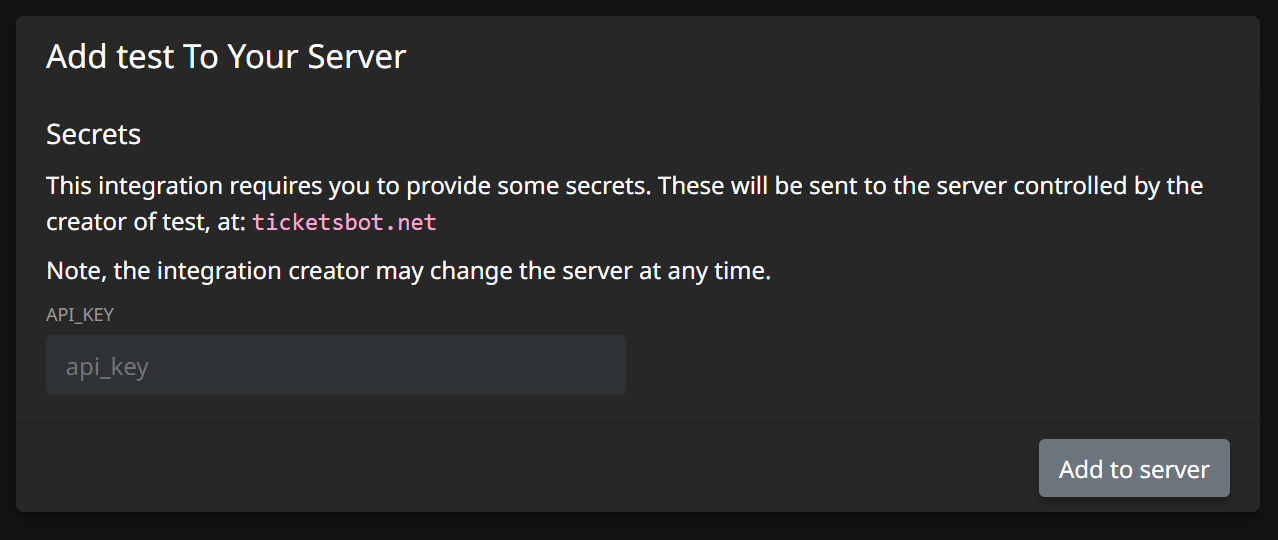 Add test To Your Server
Secrets
This integration requires you to provide some secrets. These will be sent to the server controlled by the
creator of test, at: ticketsbot.net
Note, the integration creator may change the server at any time.
API_KEY
api_key
Add to server